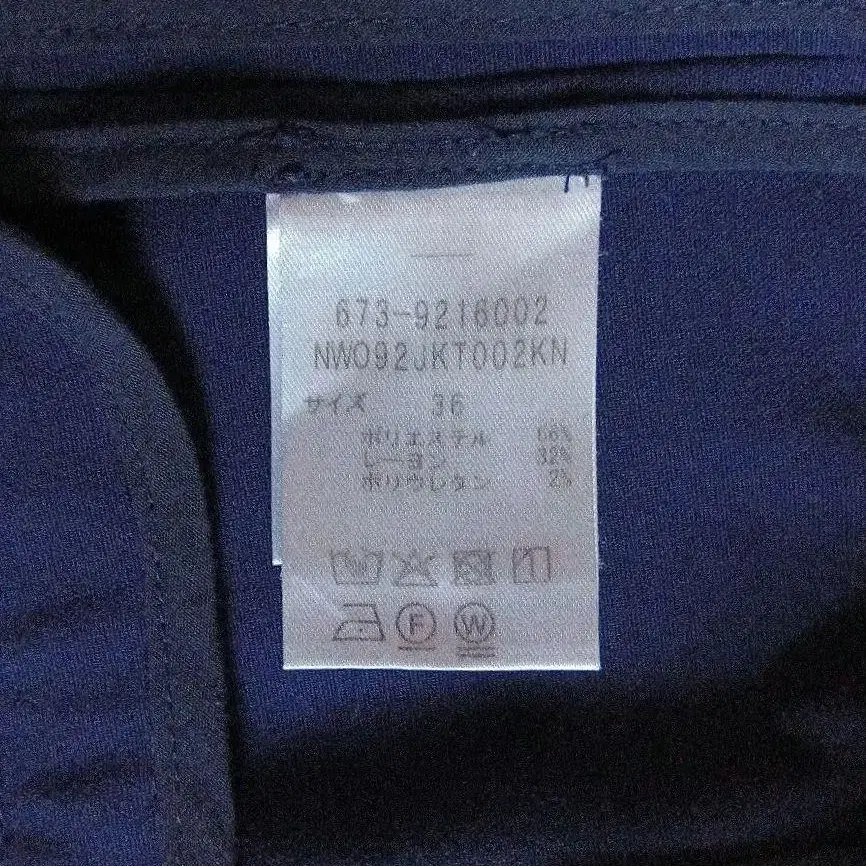 673-9216002
NW092JKT002KN
サイズ 36
ポリエステル 66%
レーヨン 32%
ポリウレタン 2%
F W